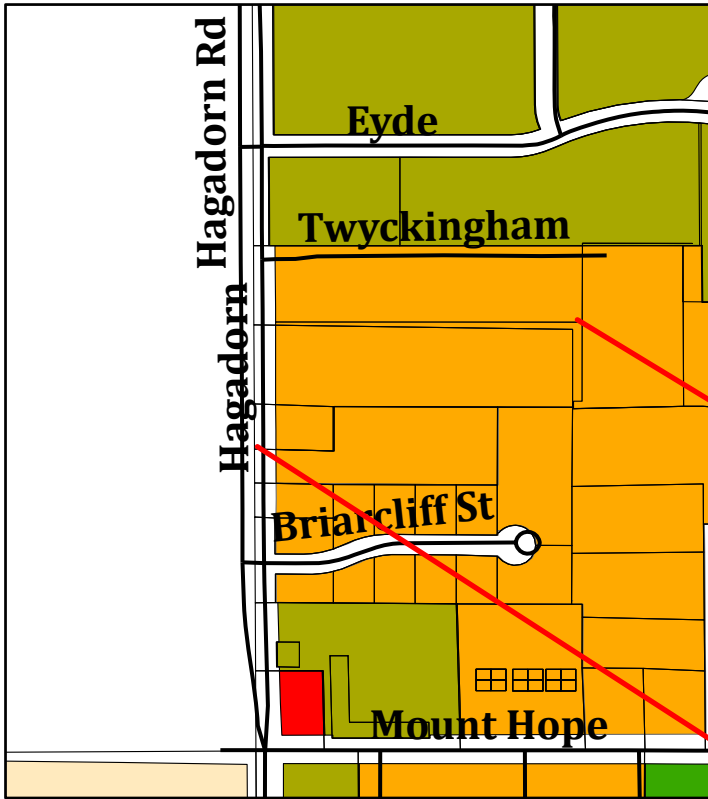 Hagadorn Rd
Eyde
Twyckingham
Hagadorn
Briarcliff St
Mount Hope